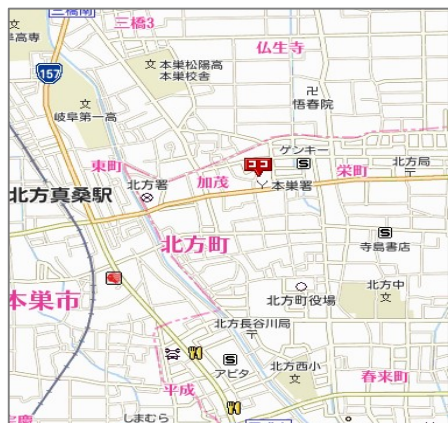 三橋南
三橋3
阜高専
仏生寺
本巣松陽高
本巣校舎
157
文
文
岐阜第一高
卍
悟春院
ゲンキー
S
北方局
東町
ココ
栄町
加茂
本巣署
北方署
北方真桑駅
北方町
寺島書店
S
北方町役場
北方中
文
本巣市
北方長谷川局
S
アピタ
北方西小
文
春来町
平成
しまむら